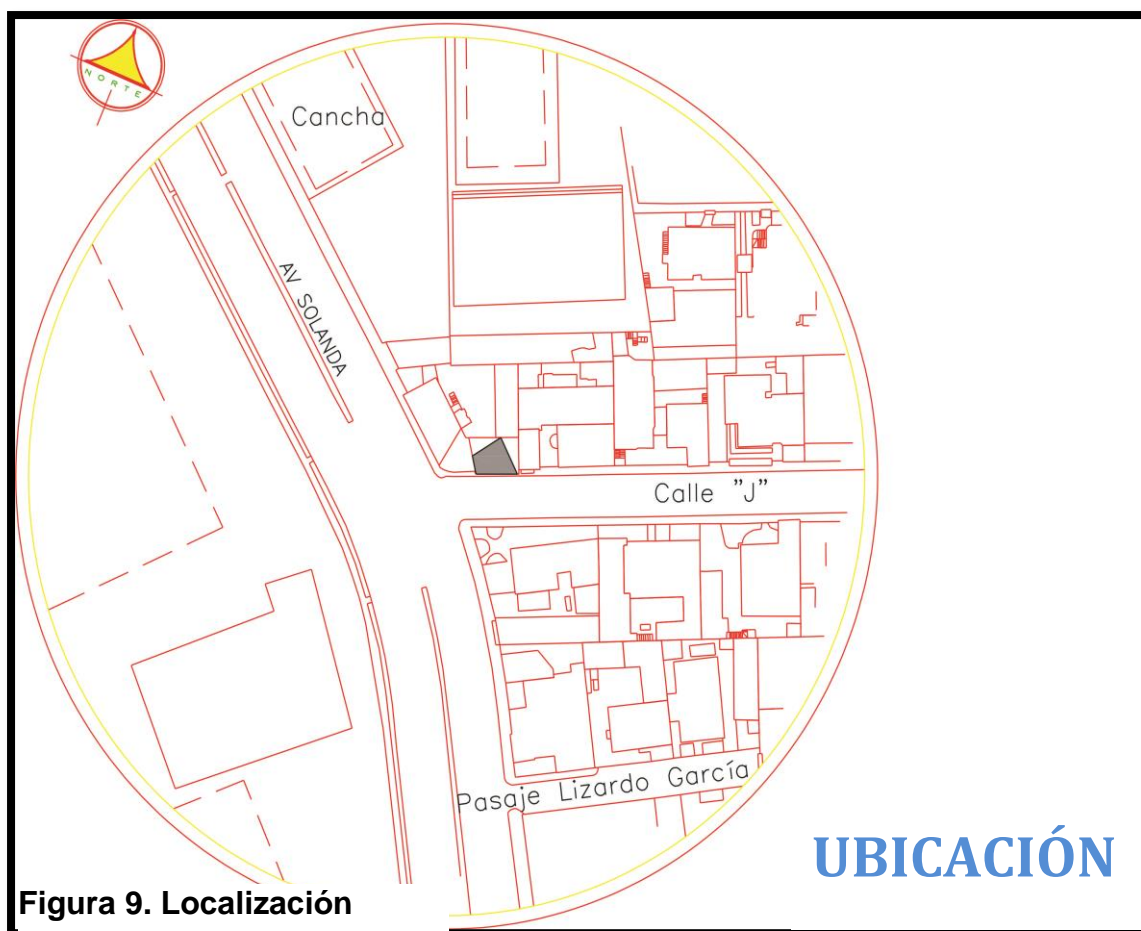 NORTE
Cancha
AV SOLANDA
Calle "J"
Pasaje Lizardo García
UBICACIÓN
Figura 9. Localización